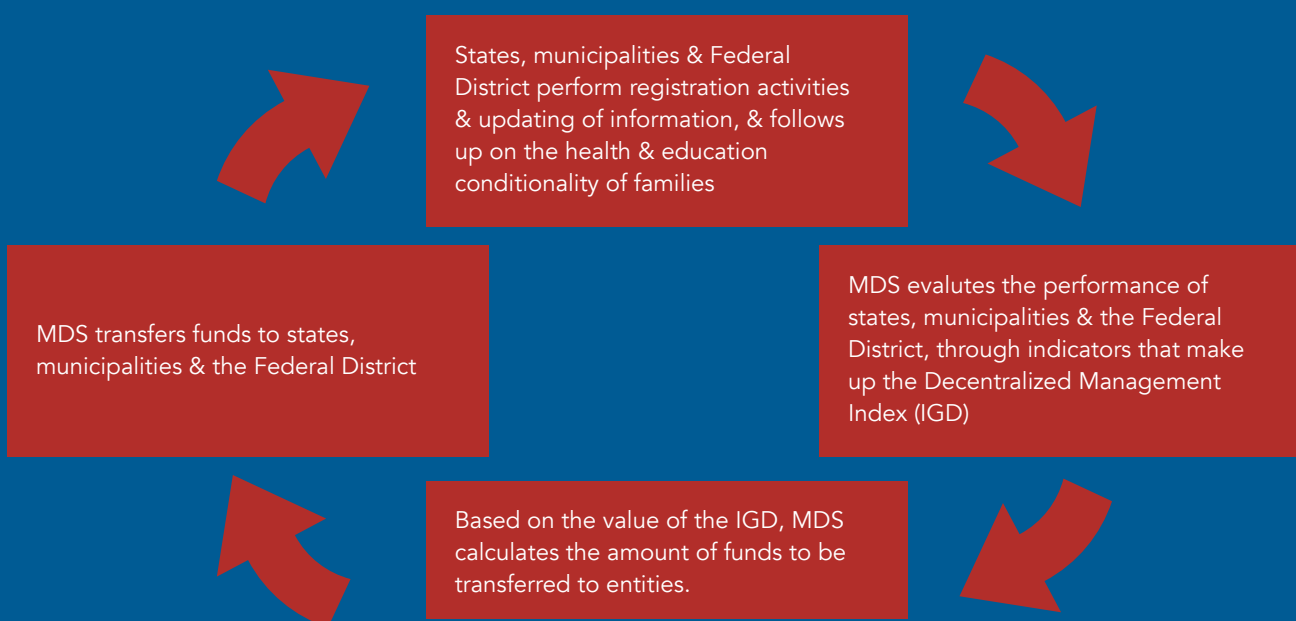 States, municipalities & Federal
District perform registration activities
& updating of information, & follows
up on the health & education
conditionality of families
MDS evalutes the performance of
states, municipalities & the Federal
District, through indicators that make
up the Decentralized Management
Index (IGD)
Based on the value of the IGD, MDS
calculates the amount of funds to be
transferred to entities.
MDS transfers funds to states,
municipalities & the Federal District